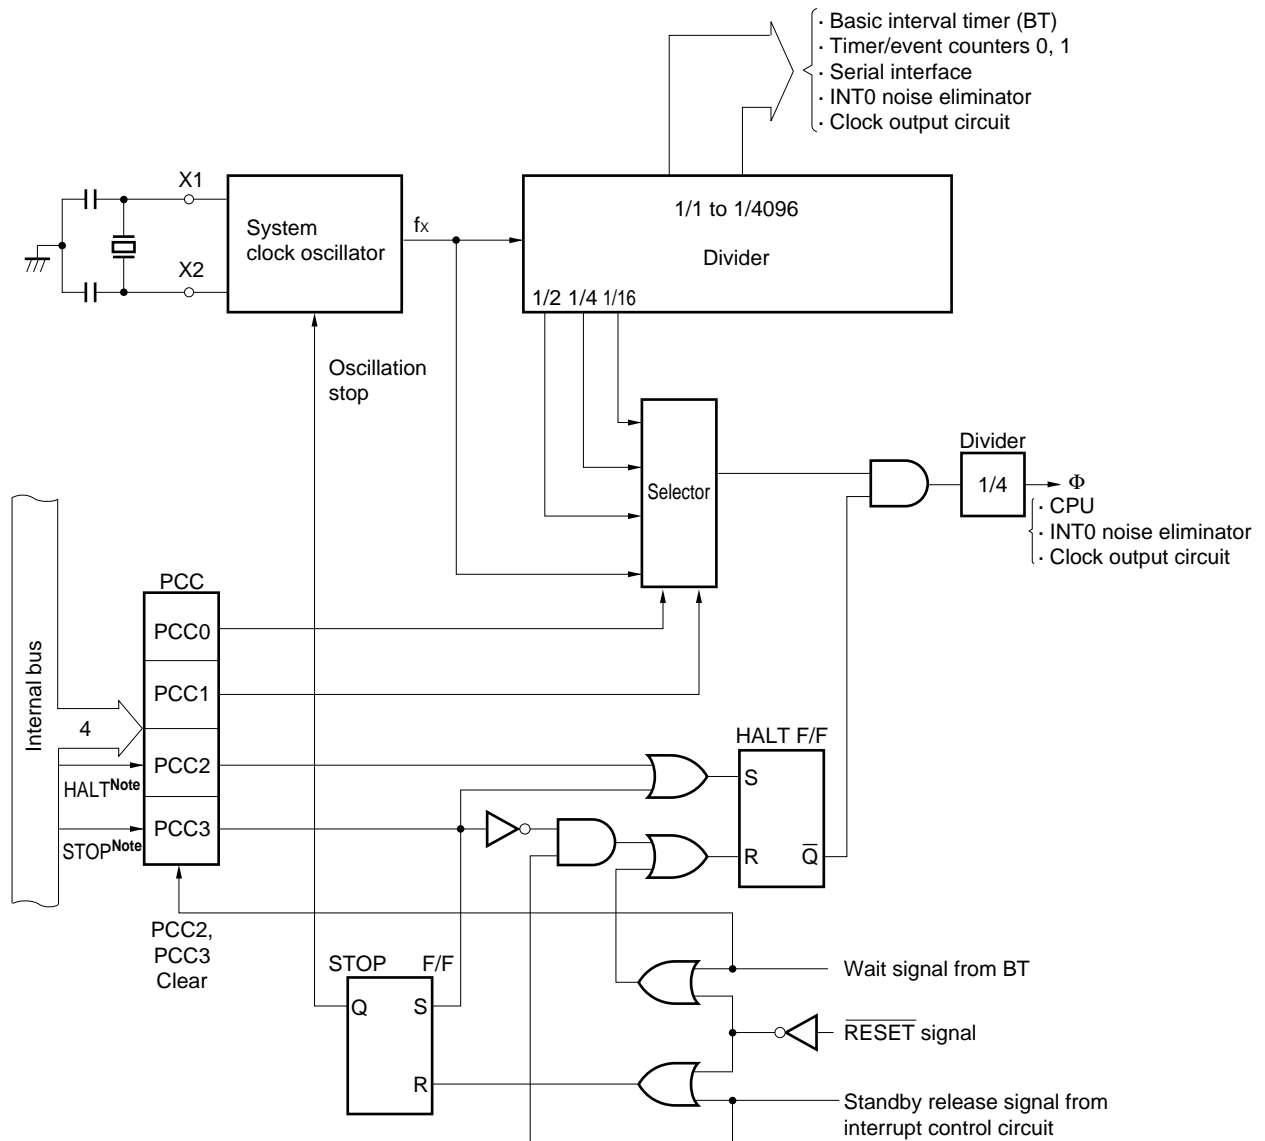 · Basic interval timer (BT)
· Timer/event counters 0, 1
· Serial interface
· INT0 noise eliminator
· Clock output circuit
X1
System
clock oscillator
fX
1/1 to 1/4096
Divider
X2
1/2 1/4 1/16
Oscillation
stop
Selector
Divider
1/4
Φ
· CPU
· INT0 noise eliminator
· Clock output circuit
Internal bus
PCC
PCC0
PCC1
4
PCC2
HALTNote
PCC3
STOPNote
HALT F/F
S
R
Q̅
PCC2,
PCC3
Clear
STOP F/F
Q
S
R
Wait signal from BT
R̅E̅S̅E̅T̅ signal
Standby release signal from
interrupt control circuit